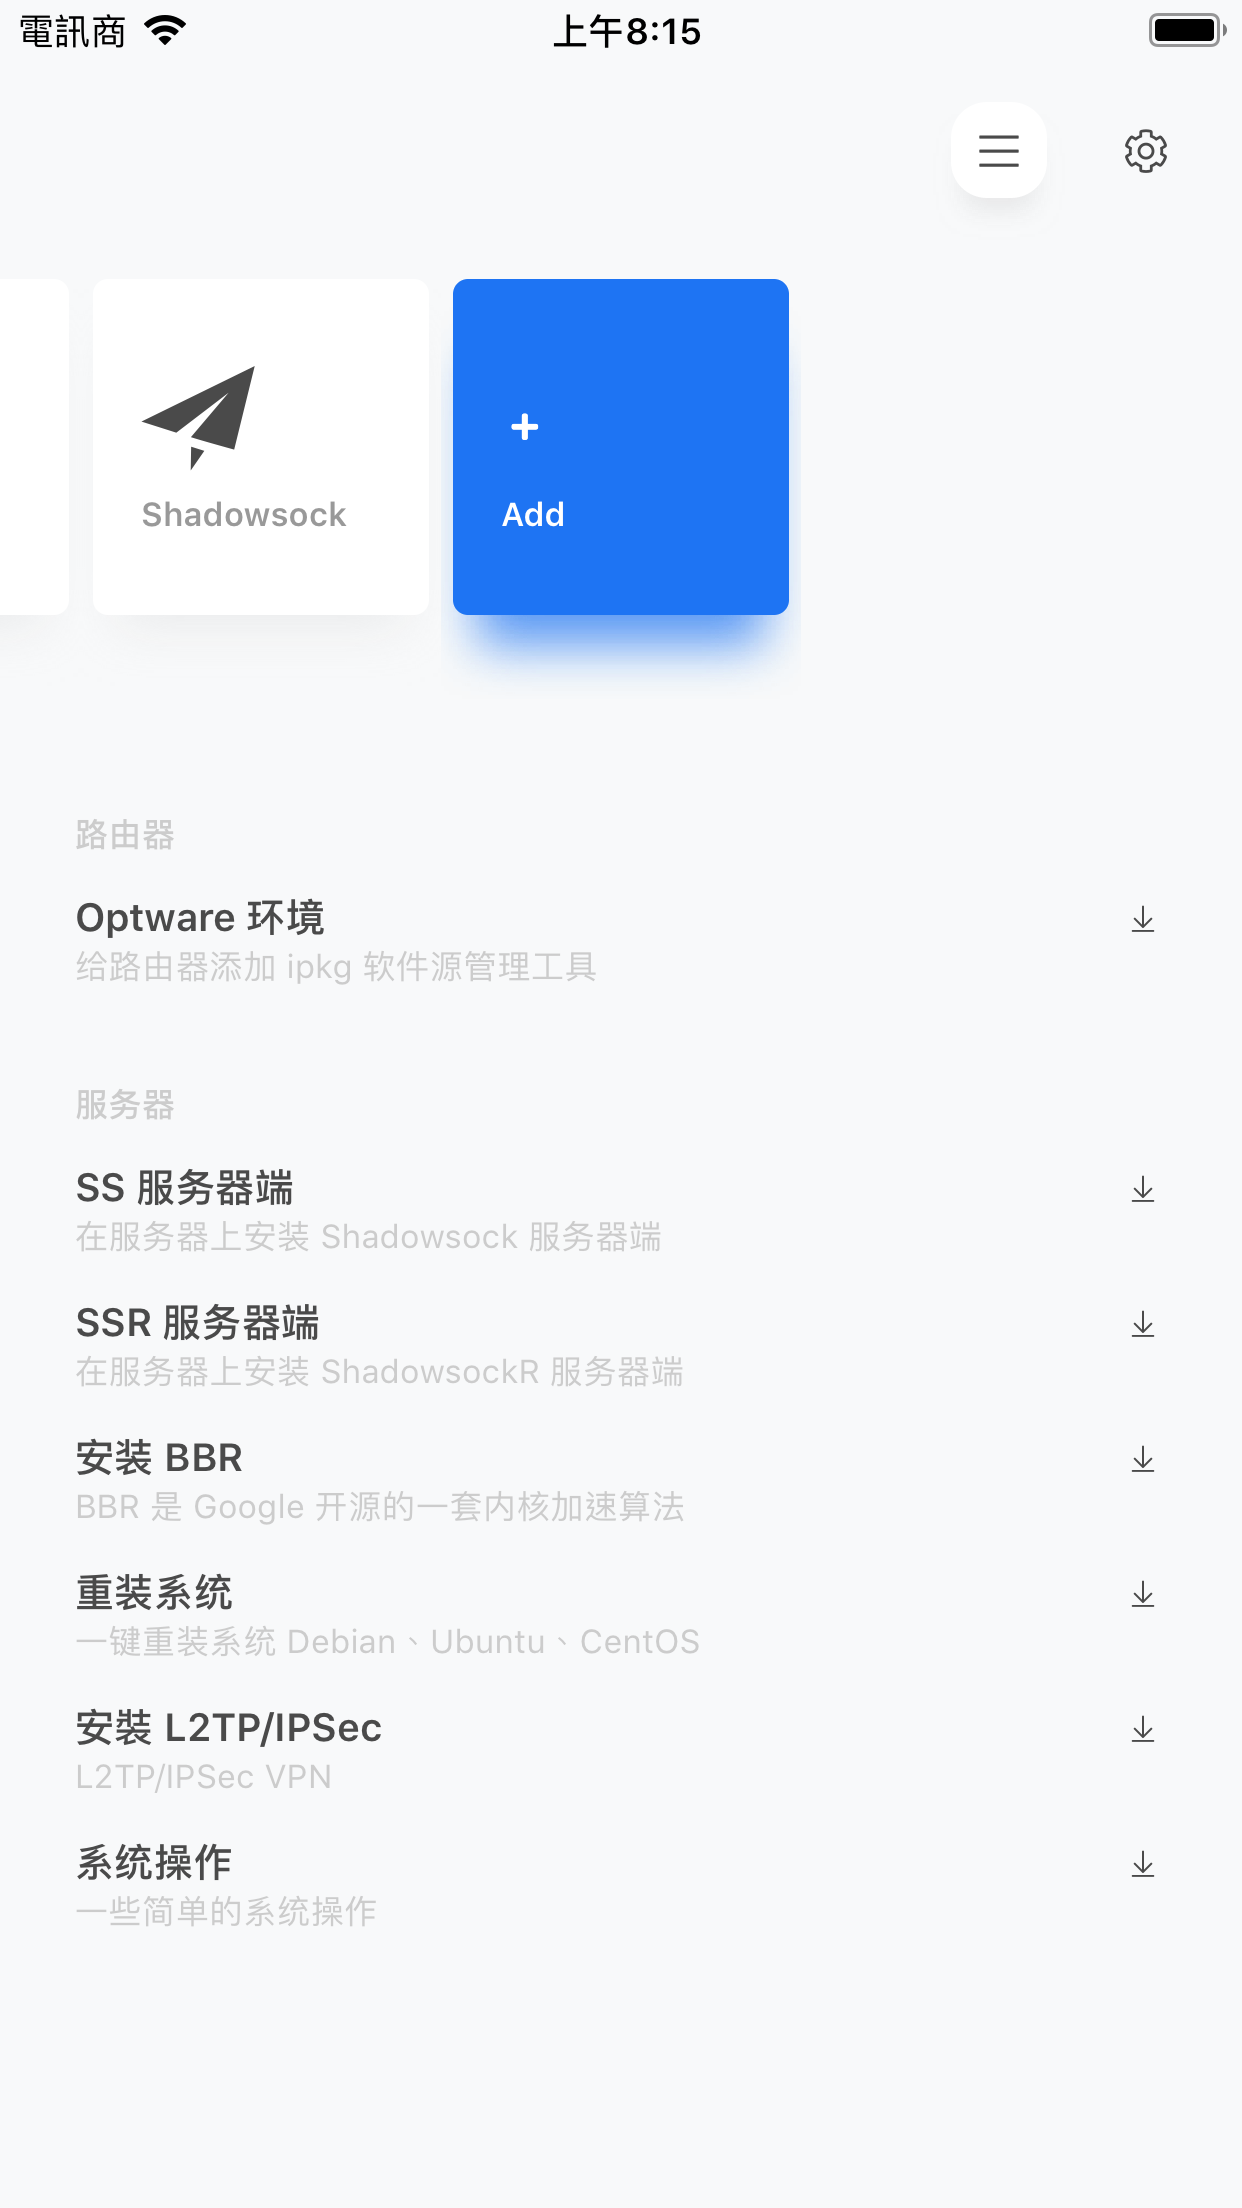 電訊商 上午8:15
Shadowsock
Add
路由器
Optware 环境
给路由器添加 ipkg 软件源管理工具
服务器
SS 服务器端
在服务器上安装 Shadowsock 服务器端
SSR 服务器端
在服务器上安装 ShadowsockR 服务器端
安装 BBR
BBR 是 Google 开源的一套内核加速算法
重装系统
一键重装系统 Debian、Ubuntu、CentOS
安裝 L2TP/IPSec
L2TP/IPSec VPN
系统操作
一些简单的系统操作